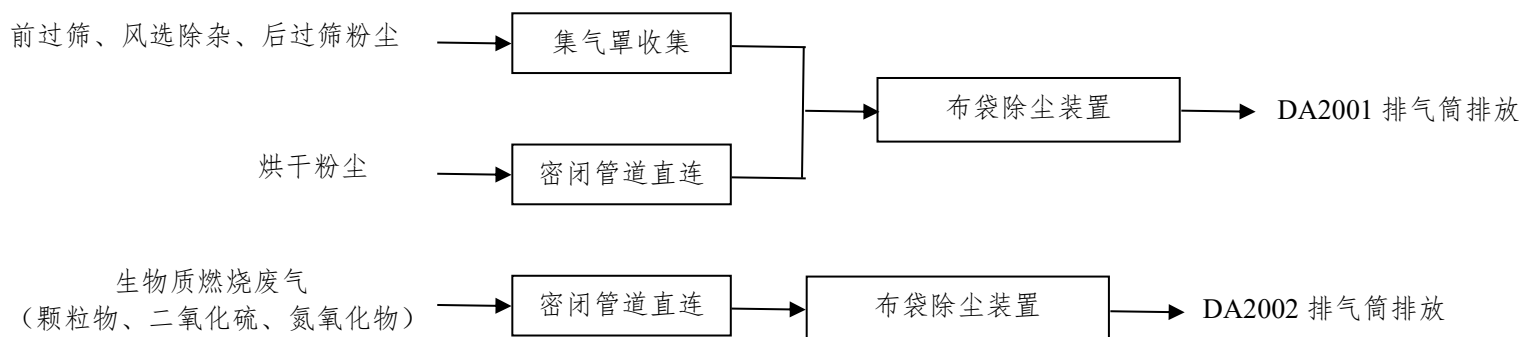 前过筛、风选除杂、后过筛粉尘
集气罩收集
布袋除尘装置
DA2001 排气筒排放
烘干粉尘
密闭管道直连
生物质燃烧废气
（颗粒物、二氧化硫、氮氧化物）
密闭管道直连
布袋除尘装置
DA2002 排气筒排放